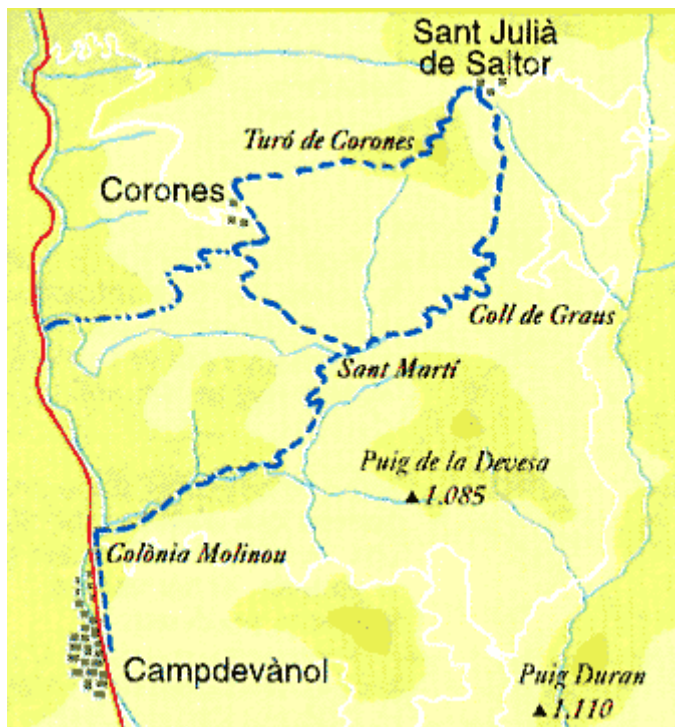 Sant Julià
de Saltor
Turó de Corones
Corones
Coll de Graus
Sant Martí
Puig de la Devesa
▲1.085
Colònia Molinou
Campdevànol
Puig Duran
▲1.110